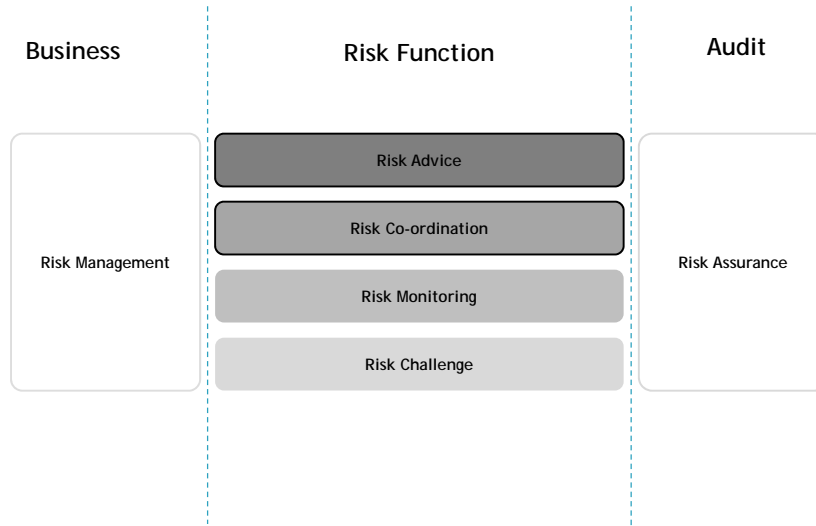 Business
Risk Function
Audit
Risk Management
Risk Advice
Risk Co-ordination
Risk Monitoring
Risk Challenge
Risk Assurance